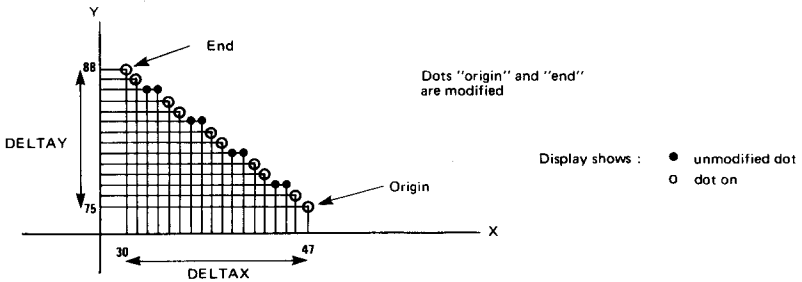 Y
End
88
Dots "origin" and "end"
are modified
DELTAY
Display shows : ● unmodified dot
o dot on
Origin
75
X
30
47
DELTAX